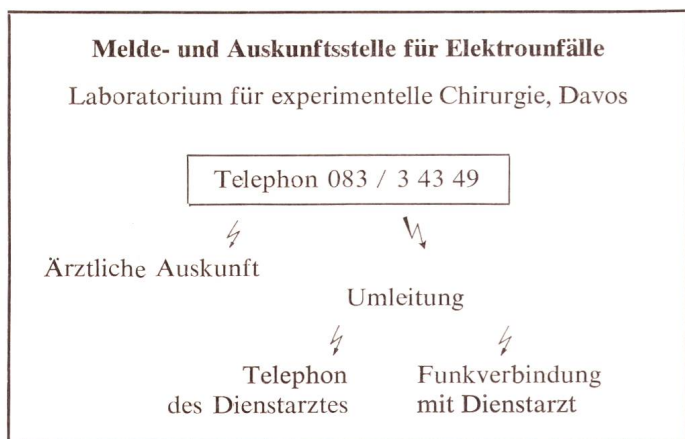 Melde- und Auskunftsstelle für Elektrounfälle
Laboratorium für experimentelle Chirurgie, Davos
Telephon 083 / 3 43 49
Ärztliche Auskunft
Umleitung
Telephon
des Dienstarztes
Funkverbindung
mit Dienstarzt